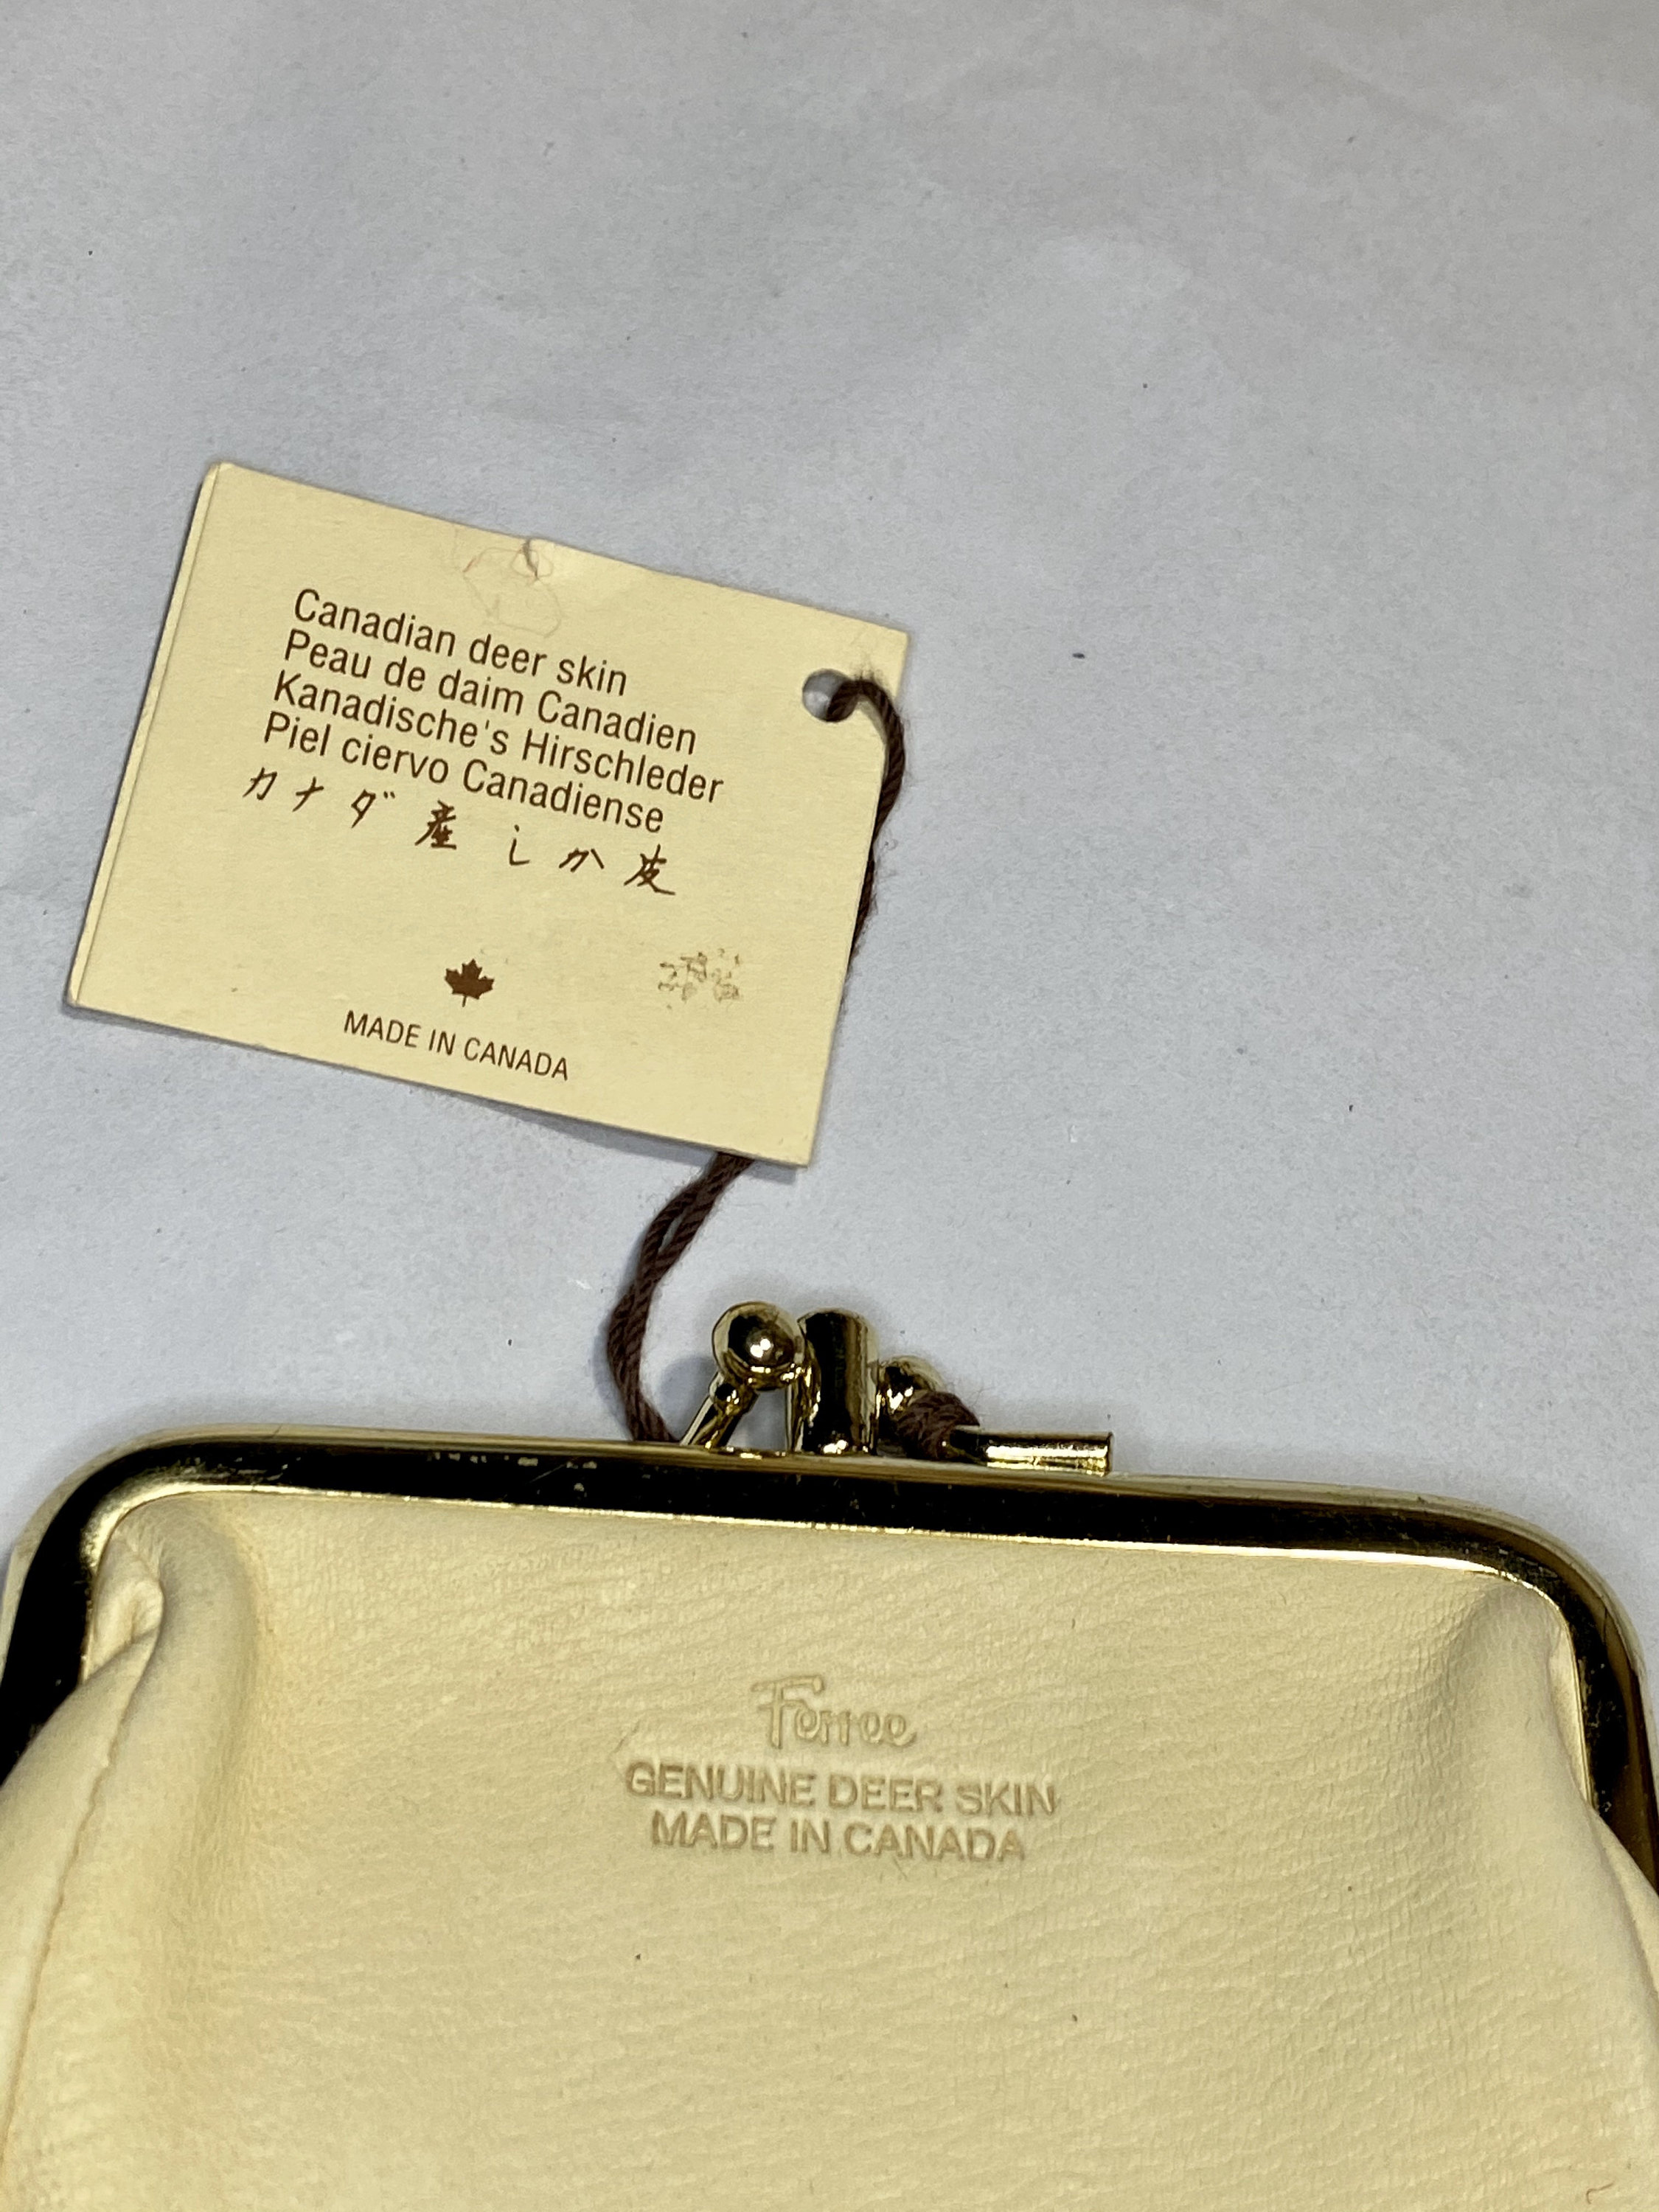 Canadian deer skin
Peau de daim Canadien
Kanadische's Hirschleder
Piel ciervo Canadiense
カナダ産しか皮
MADE IN CANADA
Ferree
GENUINE DEER SKIN
MADE IN CANADA